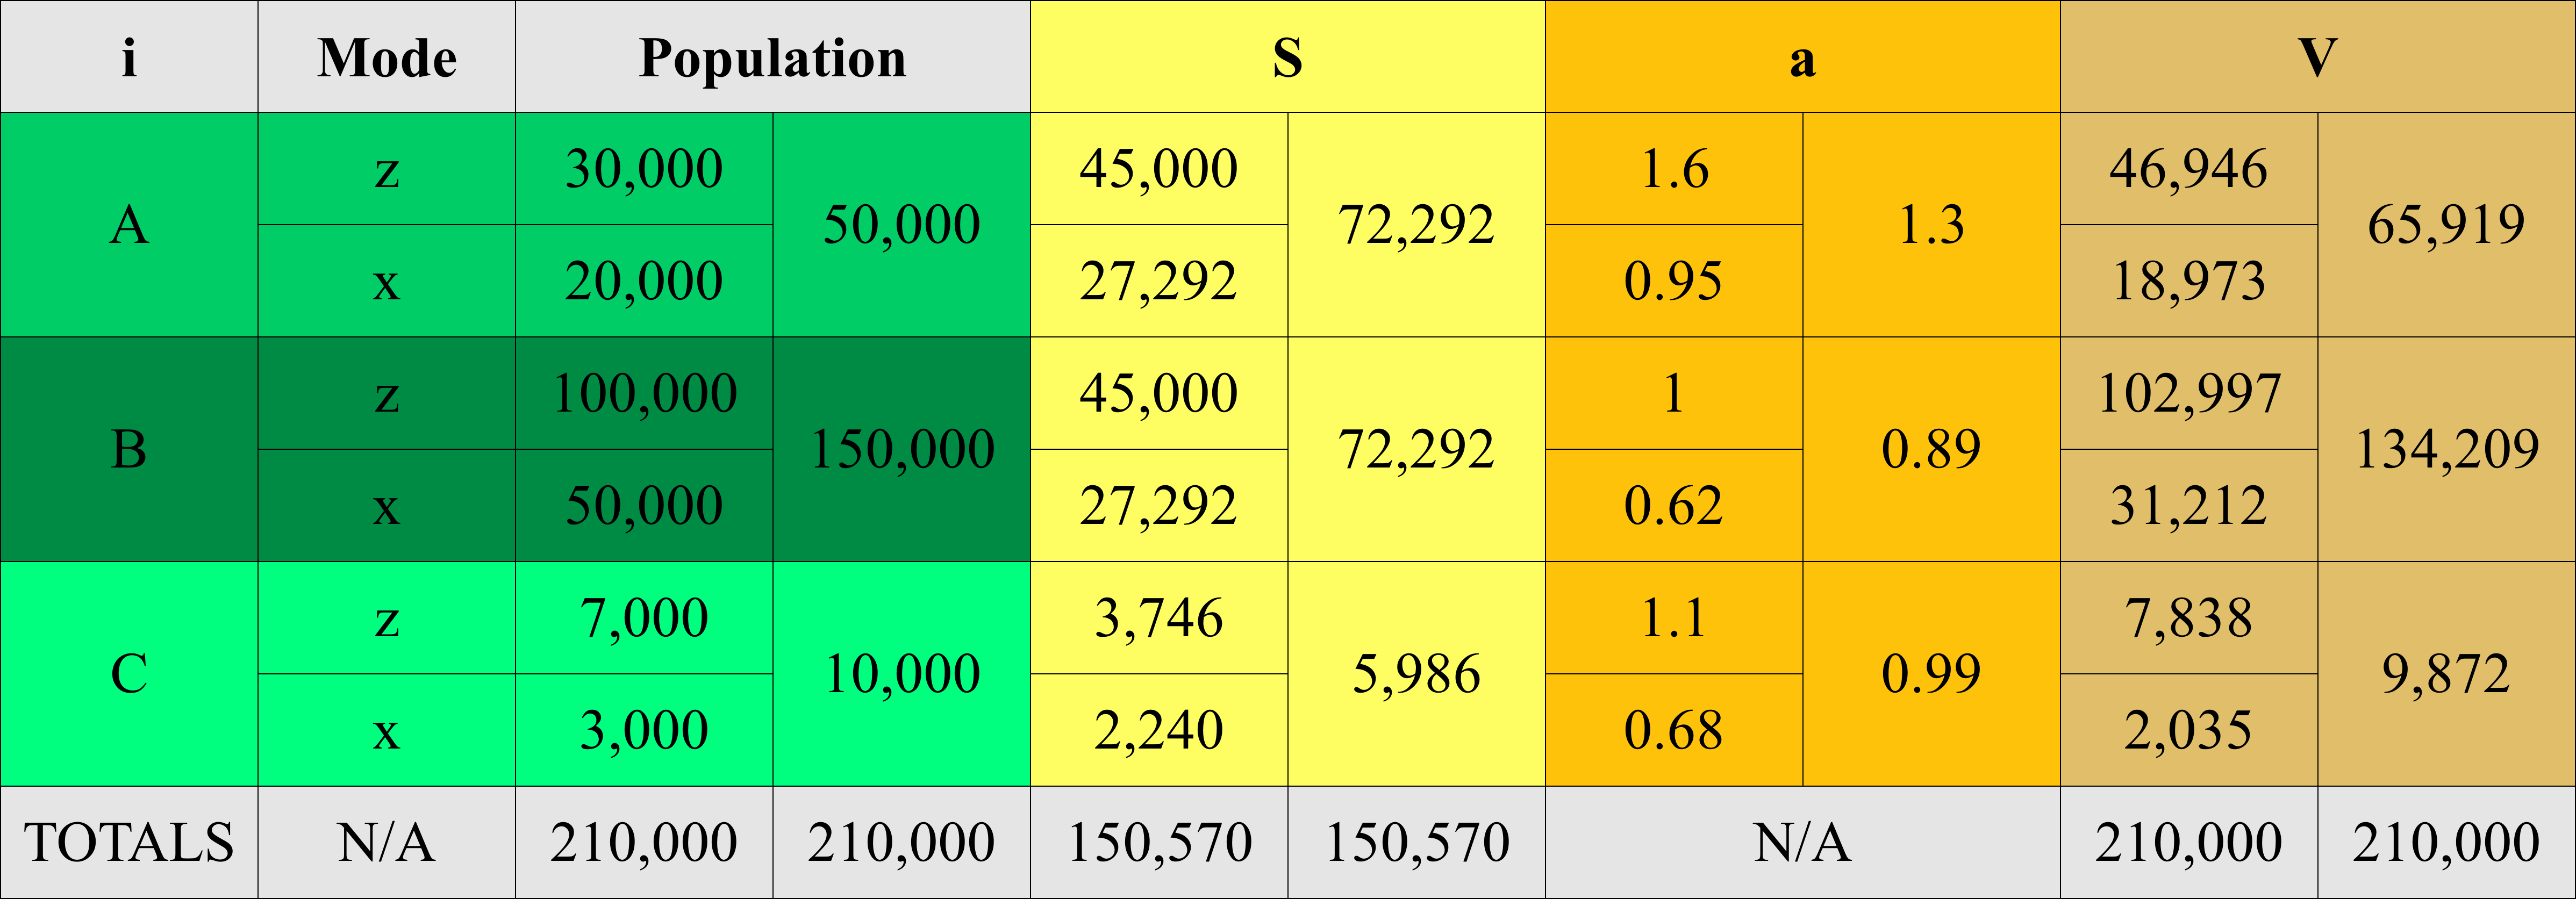 i Mode Population S a V
z 30,000 45,000 1.6 46,946
A 50,000 72,292 1.3 65,919
x 20,000 27,292 0.95 18,973
z 100,000 45,000 1 102,997
B 150,000 72,292 0.89 134,209
x 50,000 27,292 0.62 31,212
z 7,000 3,746 1.1 7,838
C 10,000 5,986 0.99 9,872
x 3,000 2,240 0.68 2,035
TOTALS N/A 210,000 210,000 150,570 150,570 N/A 210,000 210,000